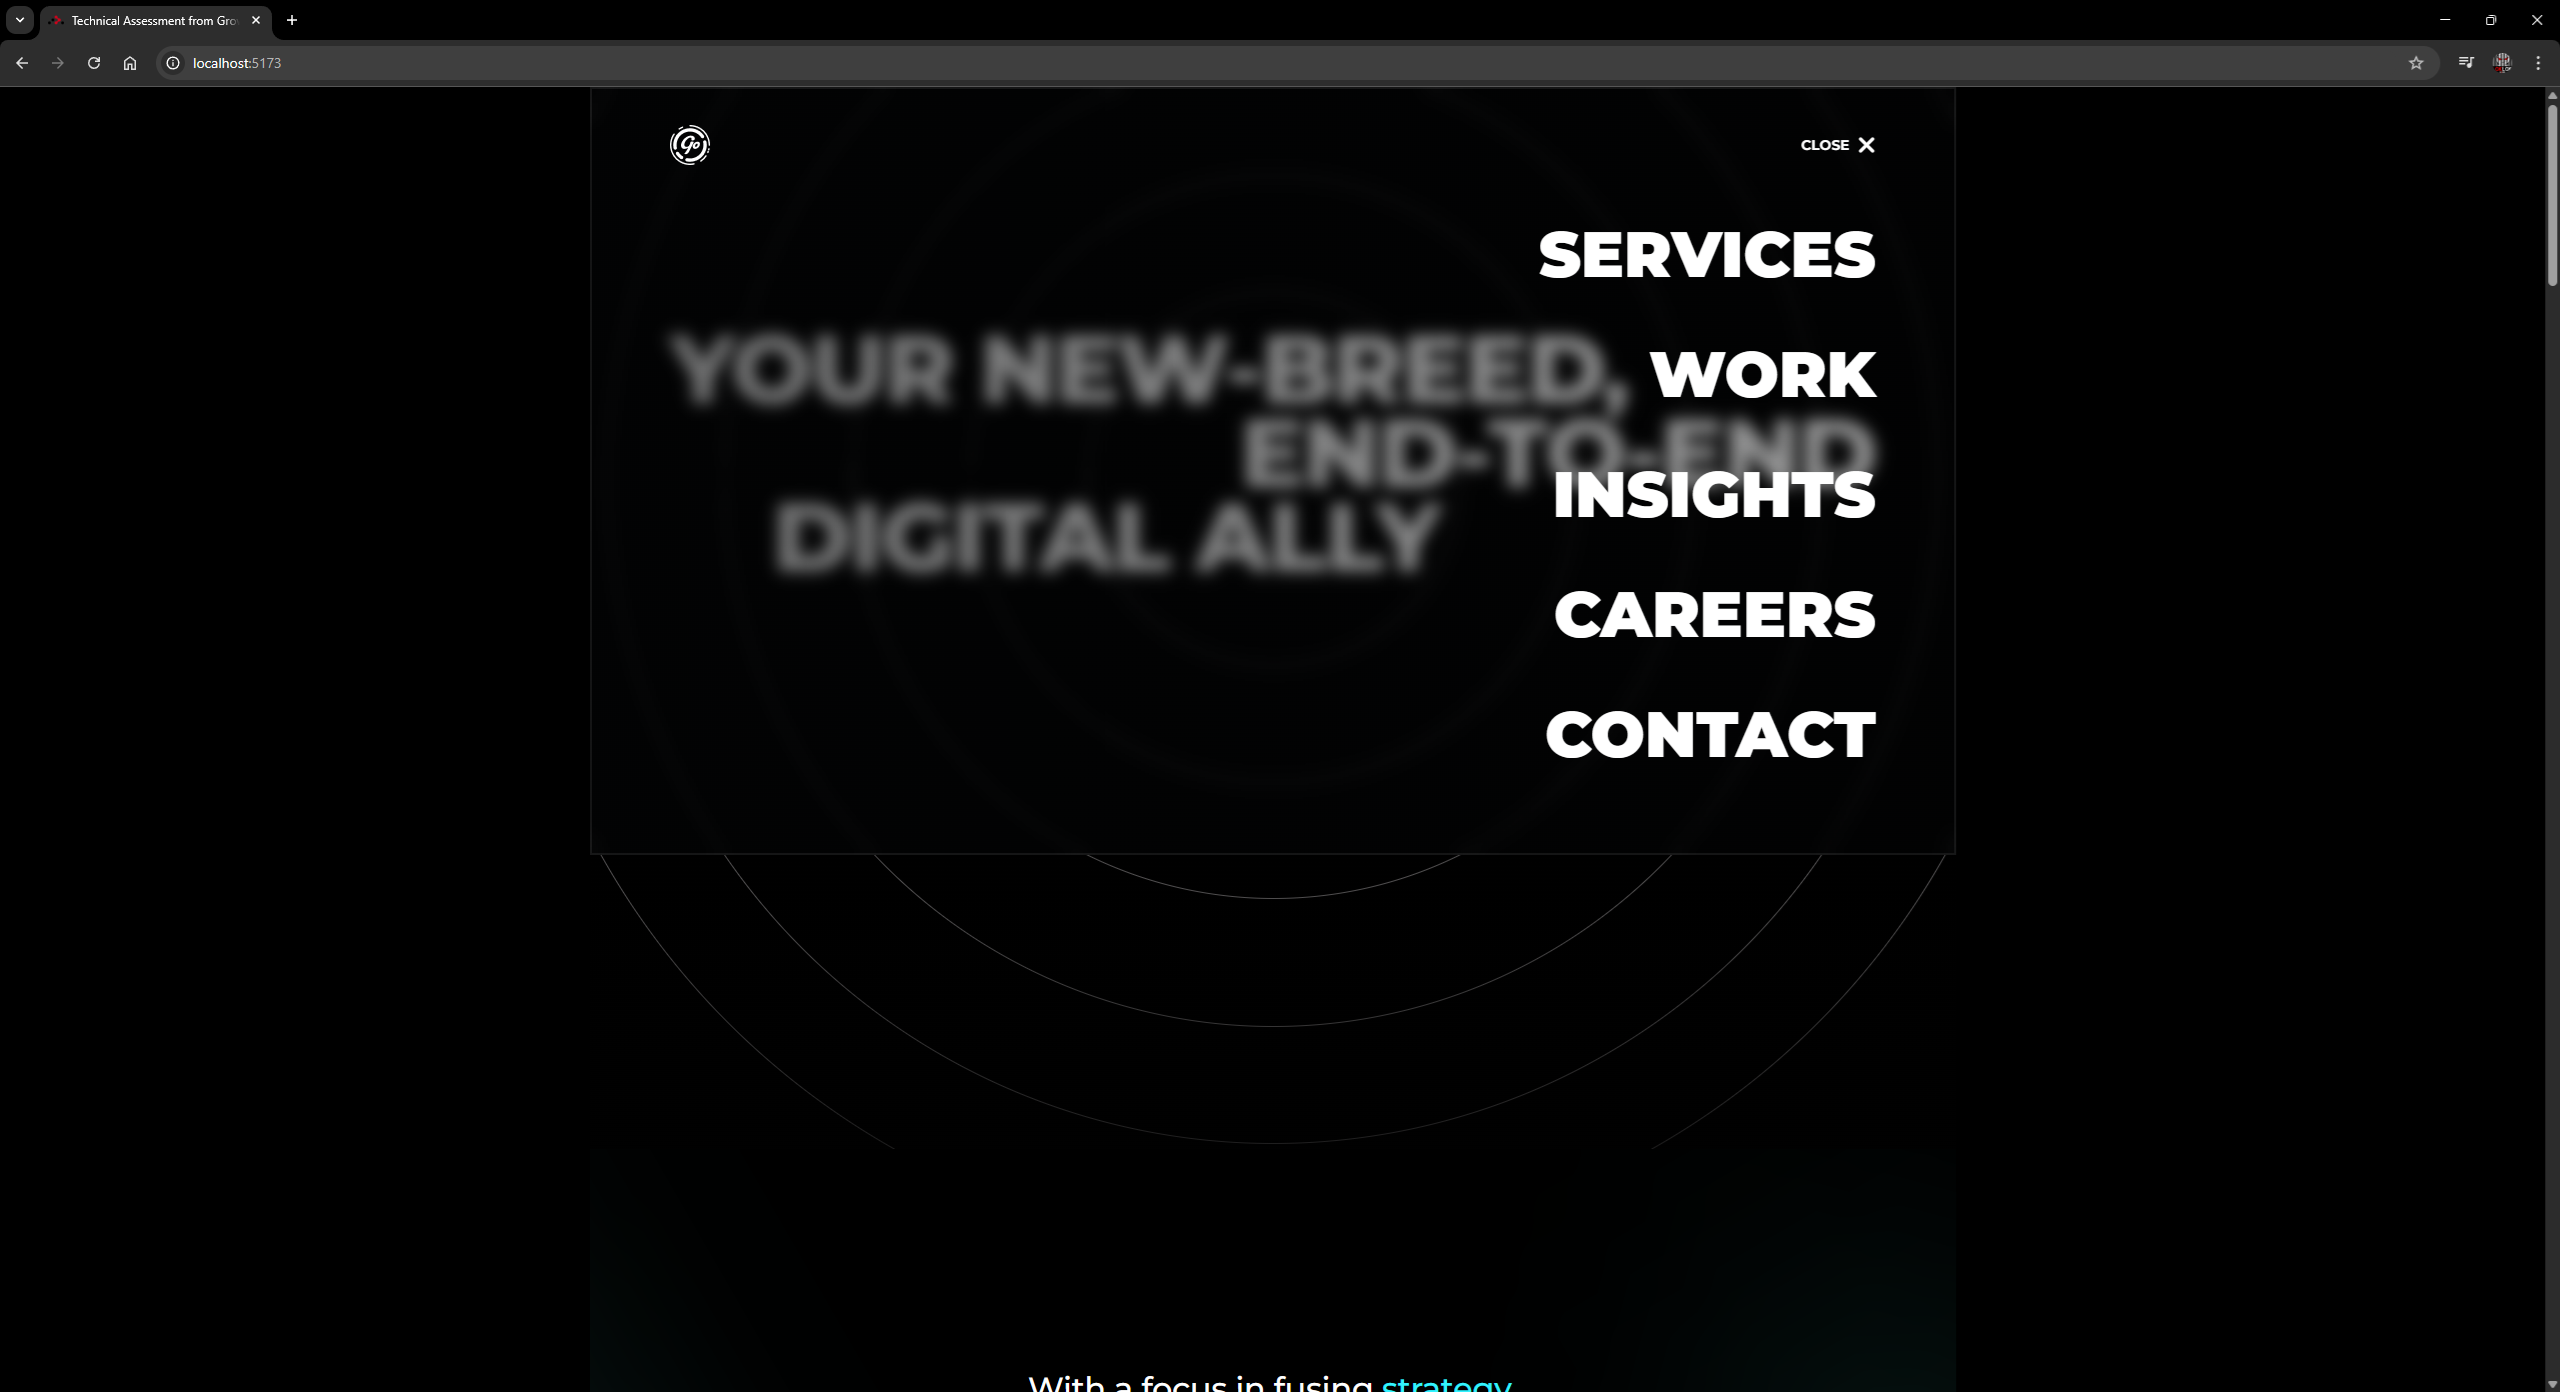 Technical Assessment from Gro
localhost:5173
Go
CLOSE
SERVICES
YOUR NEW-BREED,
WORK
END-TO-END
INSIGHTS
DIGITAL ALLY
CAREERS
CONTACT
With a focus in fusing strategy